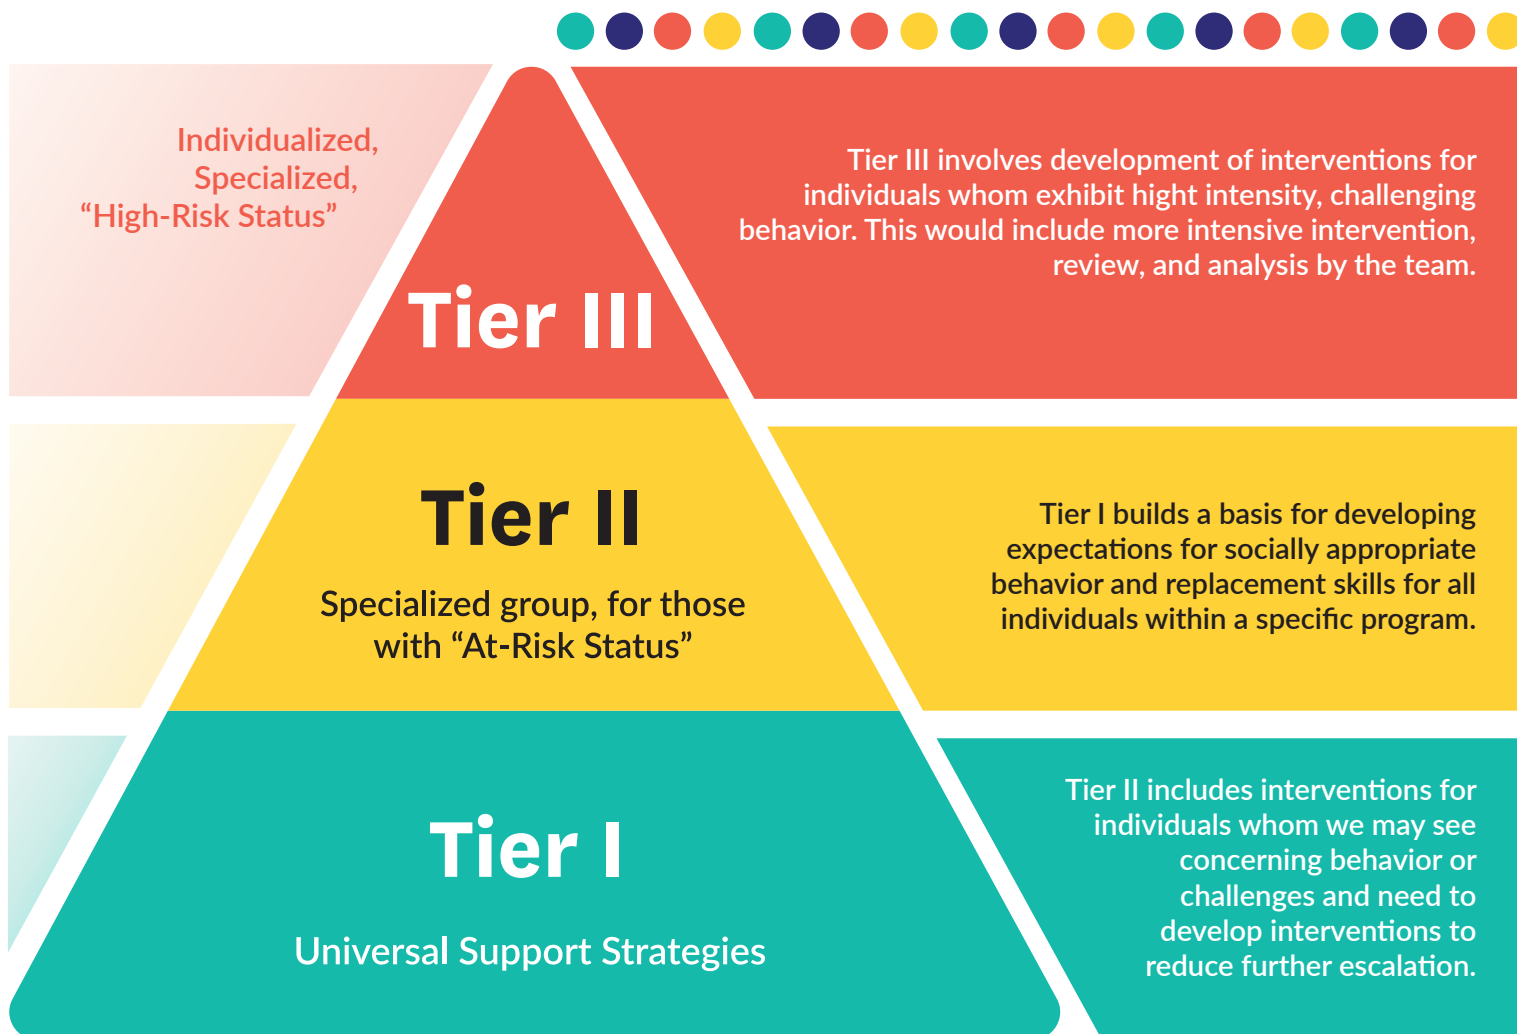 Individualized,
Specialized,
“High-Risk Status”
Tier III
Tier III involves development of interventions for
individuals whom exhibit hight intensity, challenging
behavior. This would include more intensive intervention,
review, and analysis by the team.
Tier II
Specialized group, for those
with “At-Risk Status”
Tier I builds a basis for developing
expectations for socially appropriate
behavior and replacement skills for all
individuals within a specific program.
Tier I
Universal Support Strategies
Tier II includes interventions for
individuals whom we may see
concerning behavior or
challenges and need to
develop interventions to
reduce further escalation.